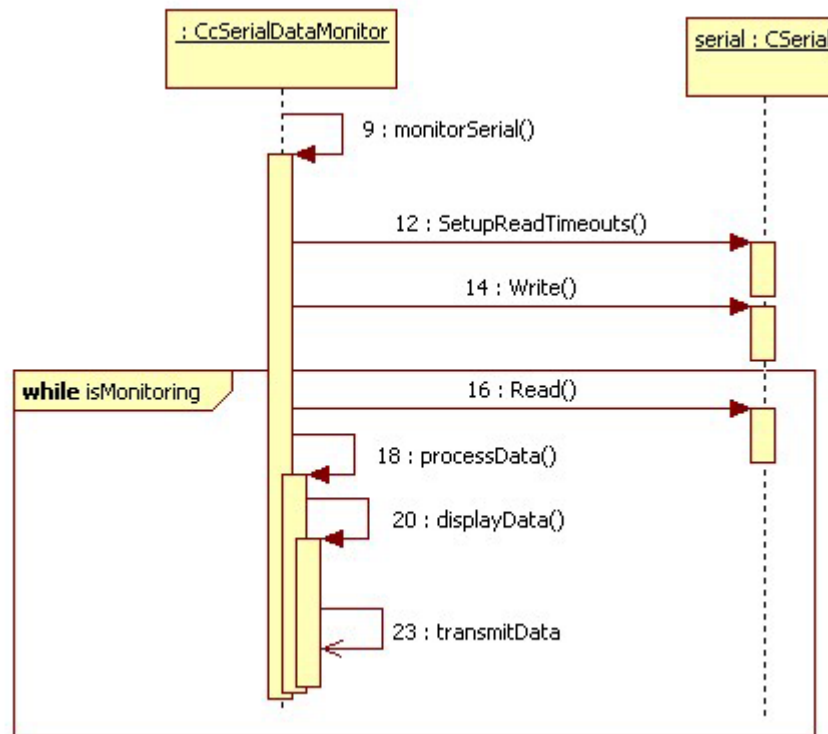 : CcSerialDataMonitor
serial : CSerial
9 : monitorSerial()
12 : SetupReadTimeouts()
14 : Write()
while isMonitoring
16 : Read()
18 : processData()
20 : displayData()
23 : transmitData